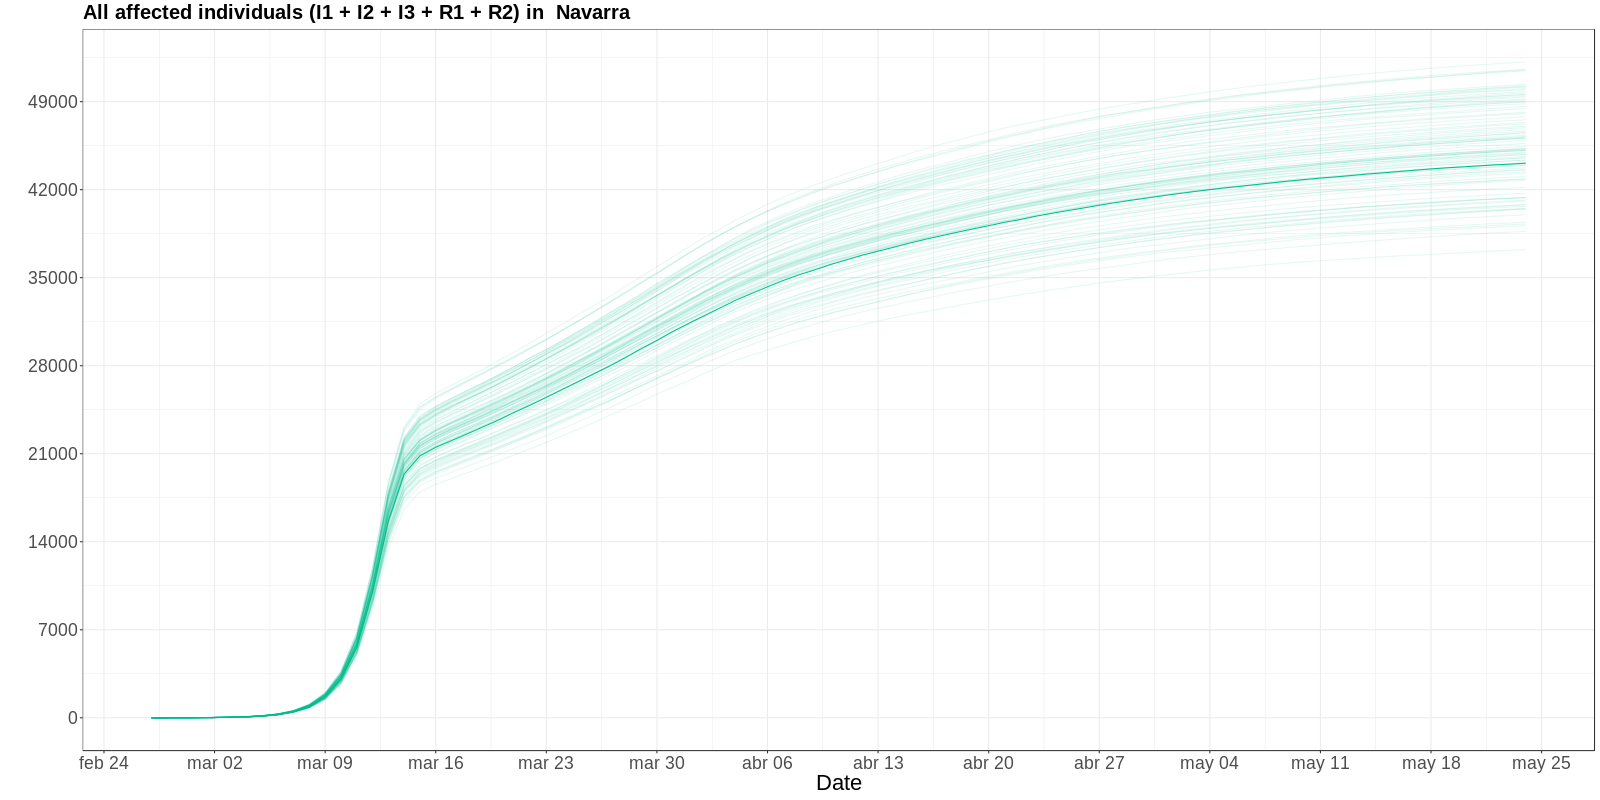 All affected individuals (I1 + I2 + I3 + R1 + R2) in  Navarra
49000
42000
35000
28000
21000
14000
7000
0
feb 24 mar 02 mar 09 mar 16 mar 23 mar 30 abr 06 abr 13 abr 20 abr 27 may 04 may 11 may 18 may 25
Date